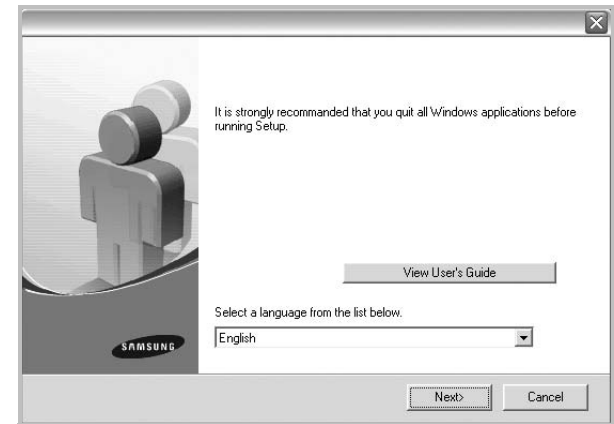 It is strongly recommanded that you quit all Windows applications before
running Setup.
View User's Guide
Select a language from the list below.
English
SAMSUNG
Next>
Cancel